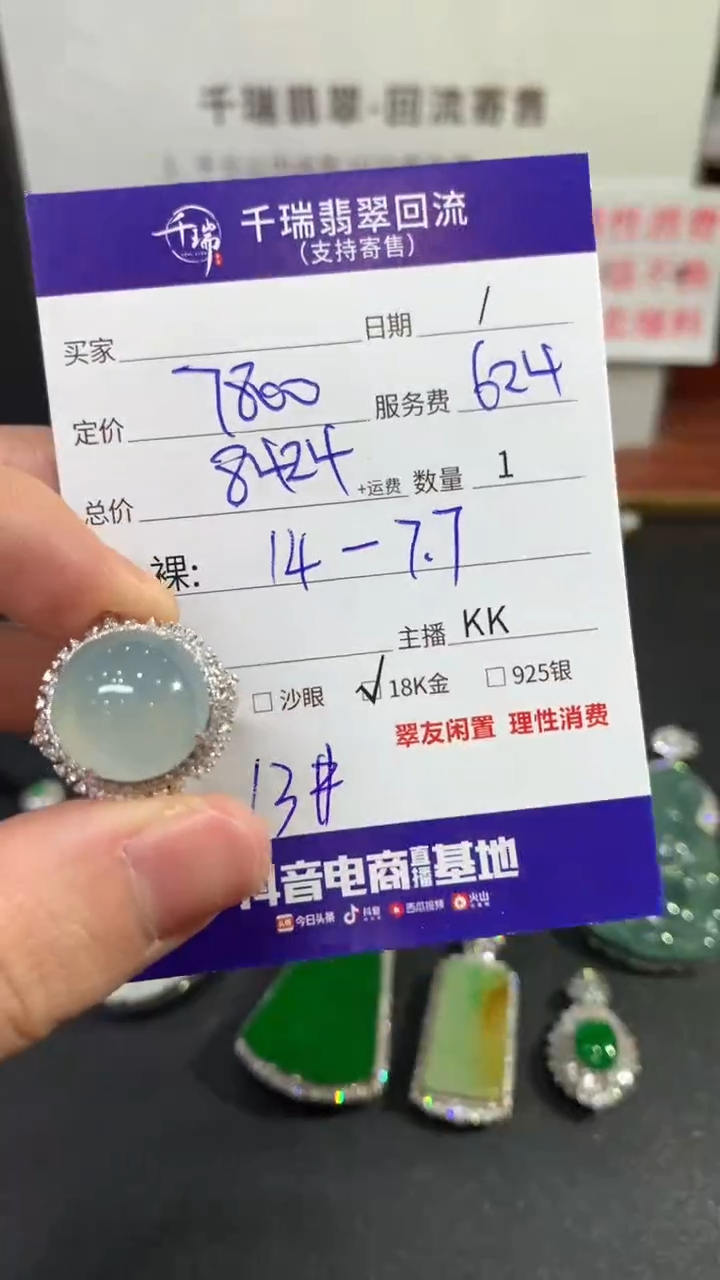 千瑞翡翠-回流寄售
千瑞 千瑞翡翠回流
(支持寄售)
买家 日期 /
定价 7800 服务费 624
总价 8424 +运费 数量 1
裸: 14-7.7
主播 KK
沙眼 ✓ 18K金 925银
翠友闲置 理性消费
13#
抖音电商直播基地
头条 今日头条 抖音 西瓜视频 火山